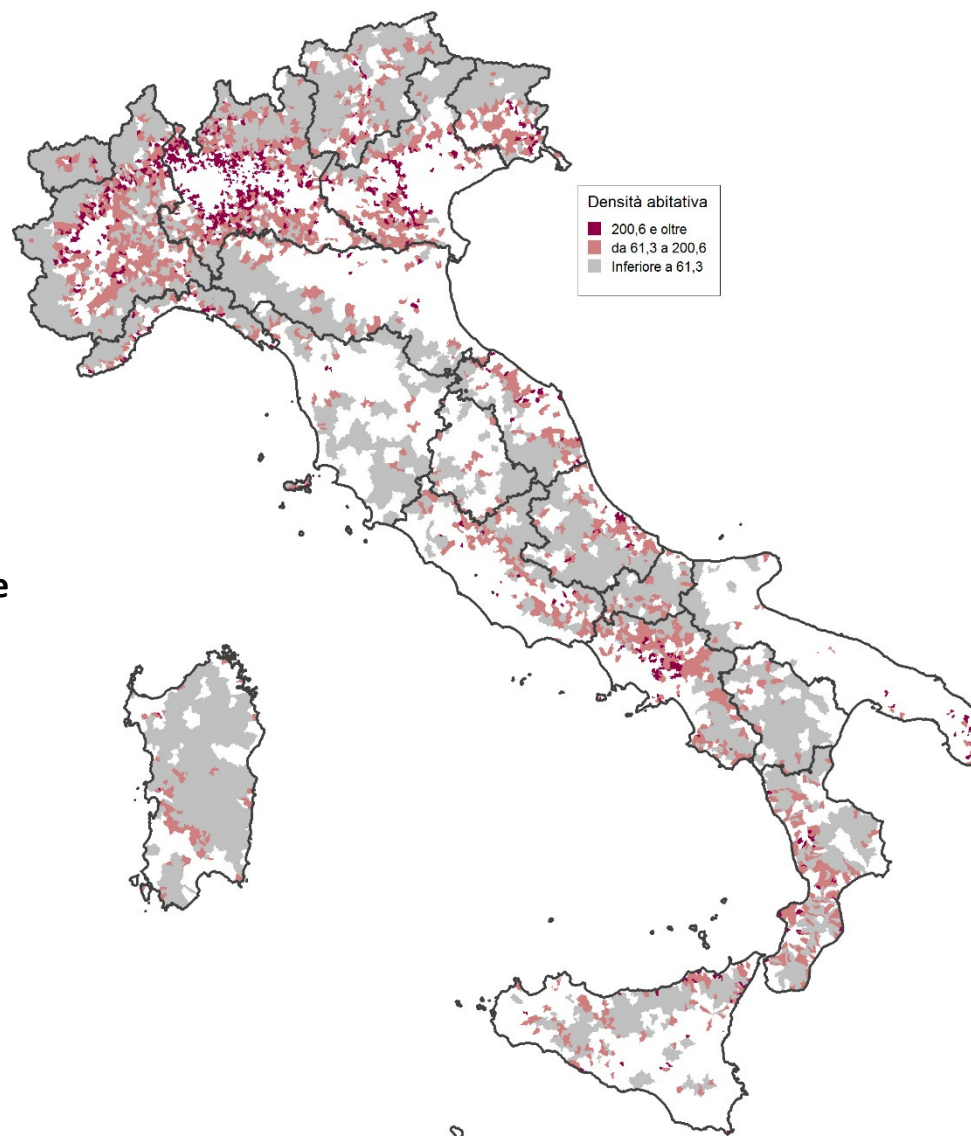 Densità abitativa
200,6 e oltre
da 61,3 a 200,6
Inferiore a 61,3
e